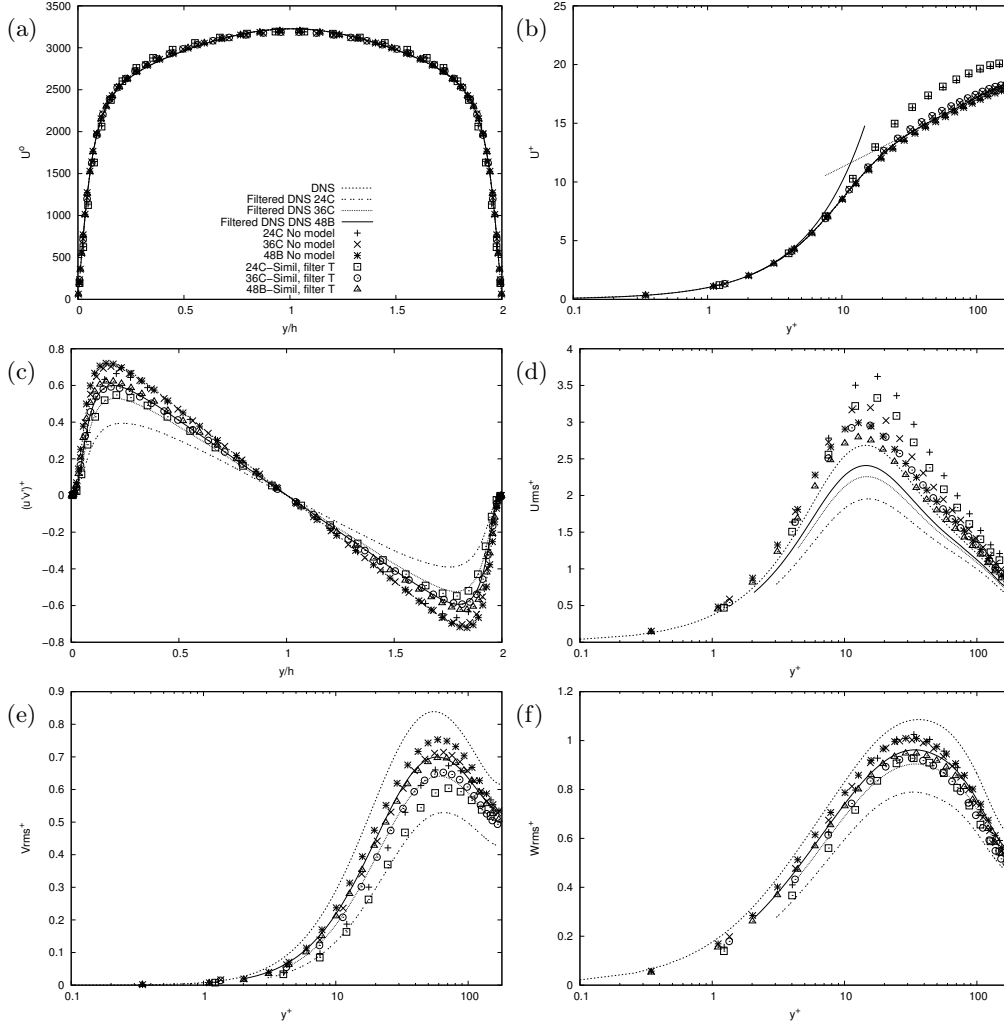 (a)
3500
3000
2500
2000
1500
1000
500
0
U⁰
0
0.5
1
1.5
2
y/h
DNS
Filtered DNS 24C
Filtered DNS 36C
Filtered DNS DNS 48B
24C No model
36C No model
48B No model
24C−Simil, filter T
36C−Simil, filter T
48B−Simil, filter T
(b)
25
20
15
10
5
0
U⁺
0.1
1
10
100
y⁺
(c)
0.8
0.6
0.4
0.2
0
−0.2
−0.4
−0.6
−0.8
⟨u'v'⟩⁺
0
0.5
1
1.5
2
y/h
(d)
4
3.5
3
2.5
2
1.5
1
0.5
0
Urms⁺
0.1
1
10
100
y⁺
(e)
0.9
0.8
0.7
0.6
0.5
0.4
0.3
0.2
0.1
0
Vrms⁺
0.1
1
10
100
y⁺
(f)
1.2
1
0.8
0.6
0.4
0.2
0
Wrms⁺
0.1
1
10
100
y⁺